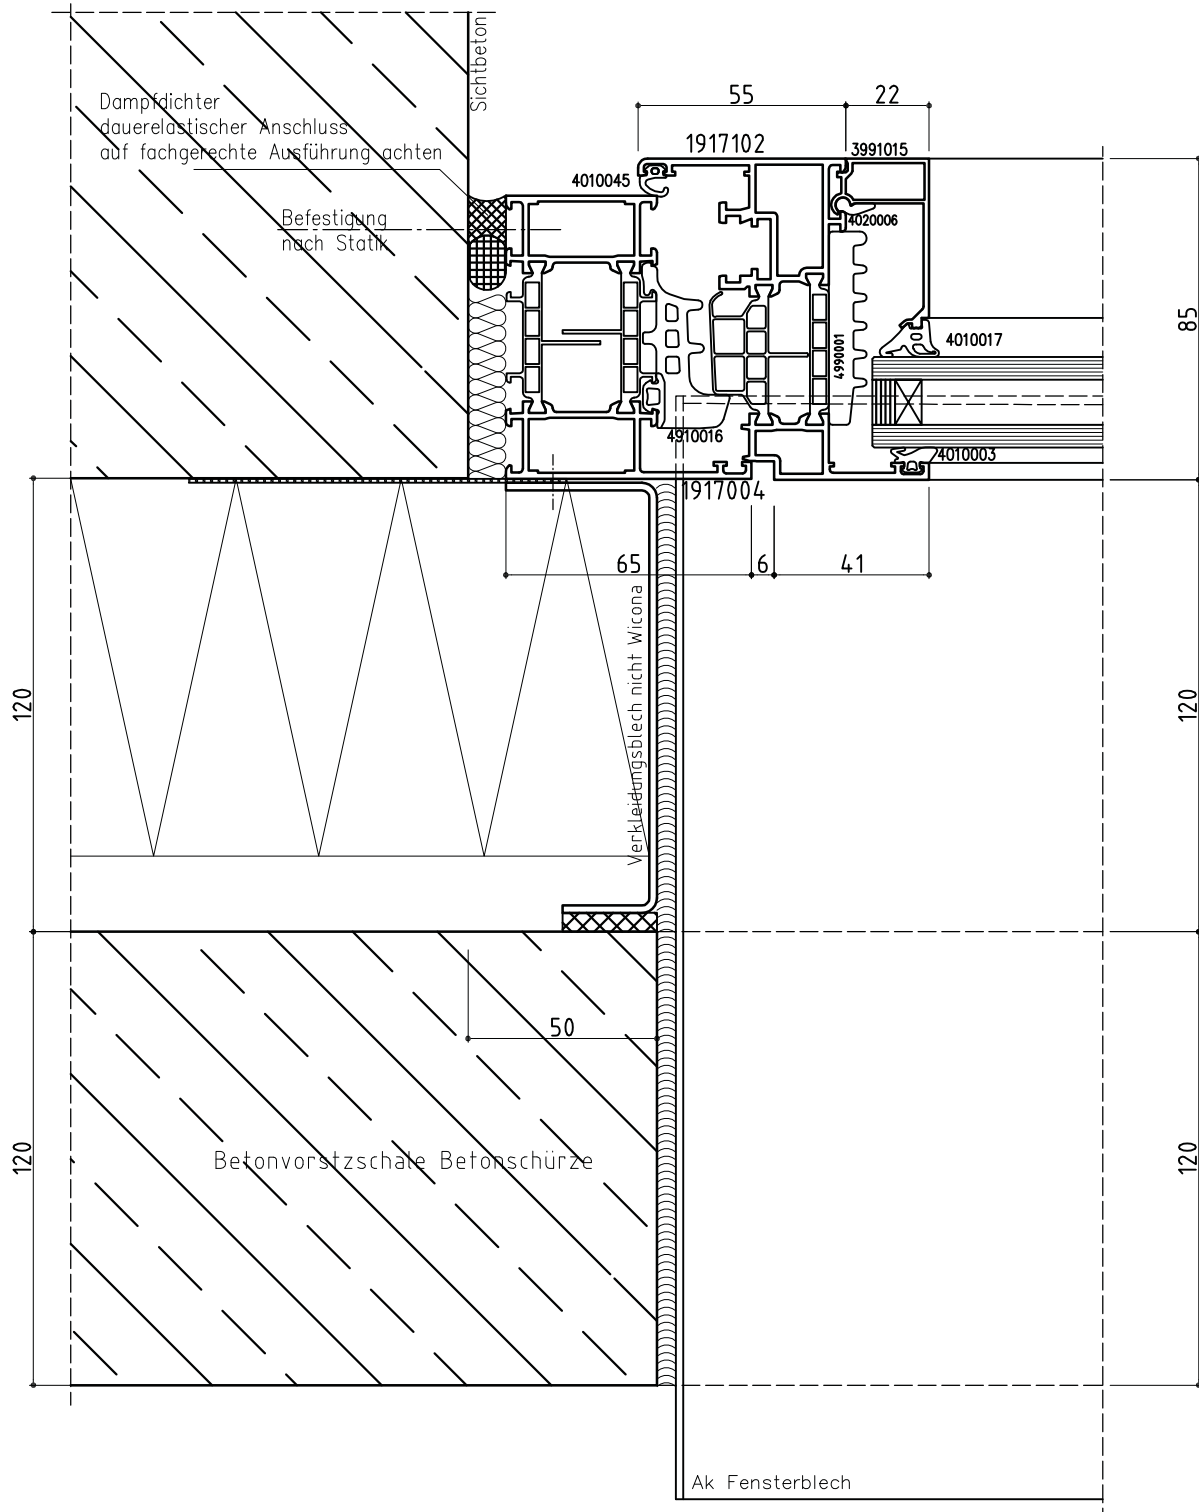 Sichtbeton
Dampfdichter
dauerelastischer Anschluss
auf fachgerechte Ausführung achten
55
22
1917102
3991015
4010045
4020006
Befestigung
nach Statik
85
4990001
4010017
4910016
4010003
1917004
65
6
41
Verkleidungsblech nicht Wicona
120
120
50
Betonvorstzschale Betonschürze
120
120
Ak Fensterblech